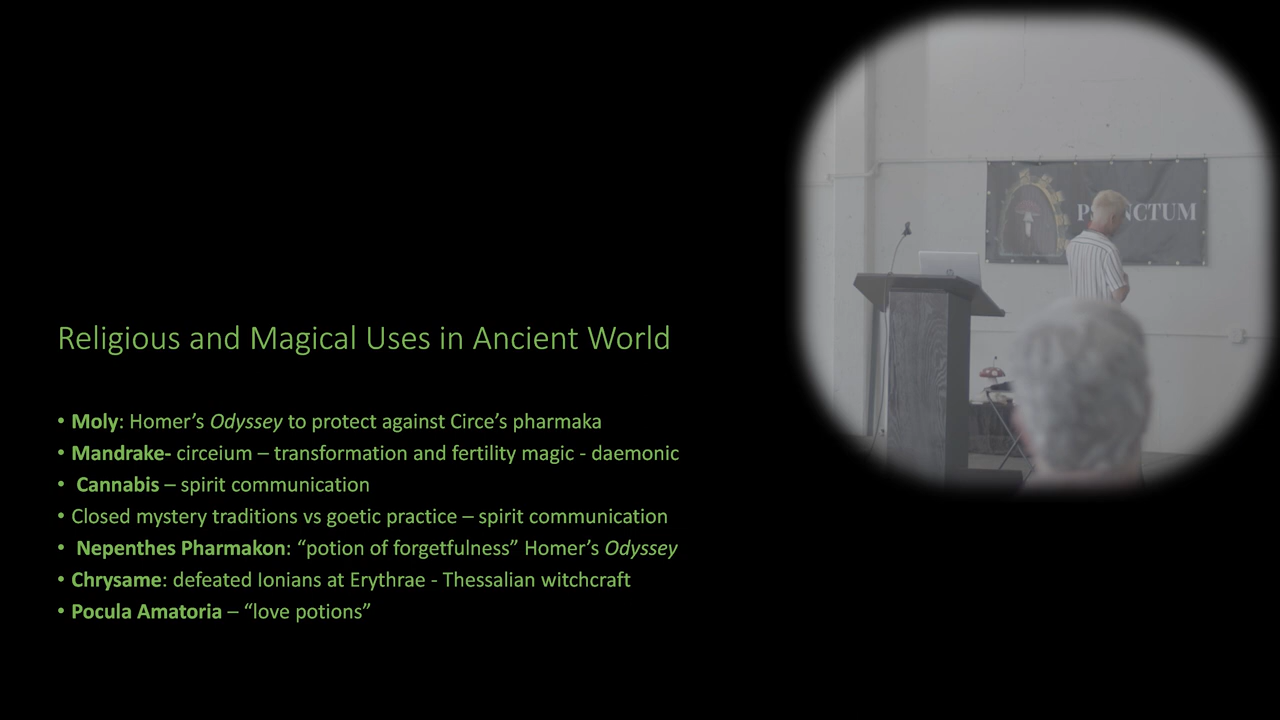 Religious and Magical Uses in Ancient World
• Moly: Homer's Odyssey to protect against Circe's pharmaka
• Mandrake- circeium – transformation and fertility magic - daemonic
• Cannabis – spirit communication
• Closed mystery traditions vs goetic practice – spirit communication
• Nepenthes Pharmakon: “potion of forgetfulness” Homer's Odyssey
• Chrysame: defeated Ionians at Erythrae - Thessalian witchcraft
• Pocula Amatoria – “love potions”